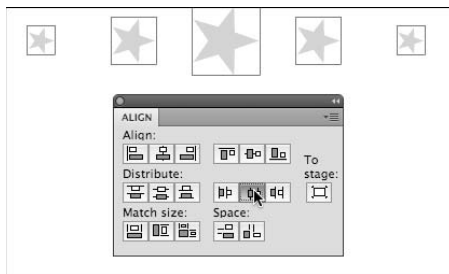 ALIGN
Align:
To
stage:
Distribute:
Match size:
Space: